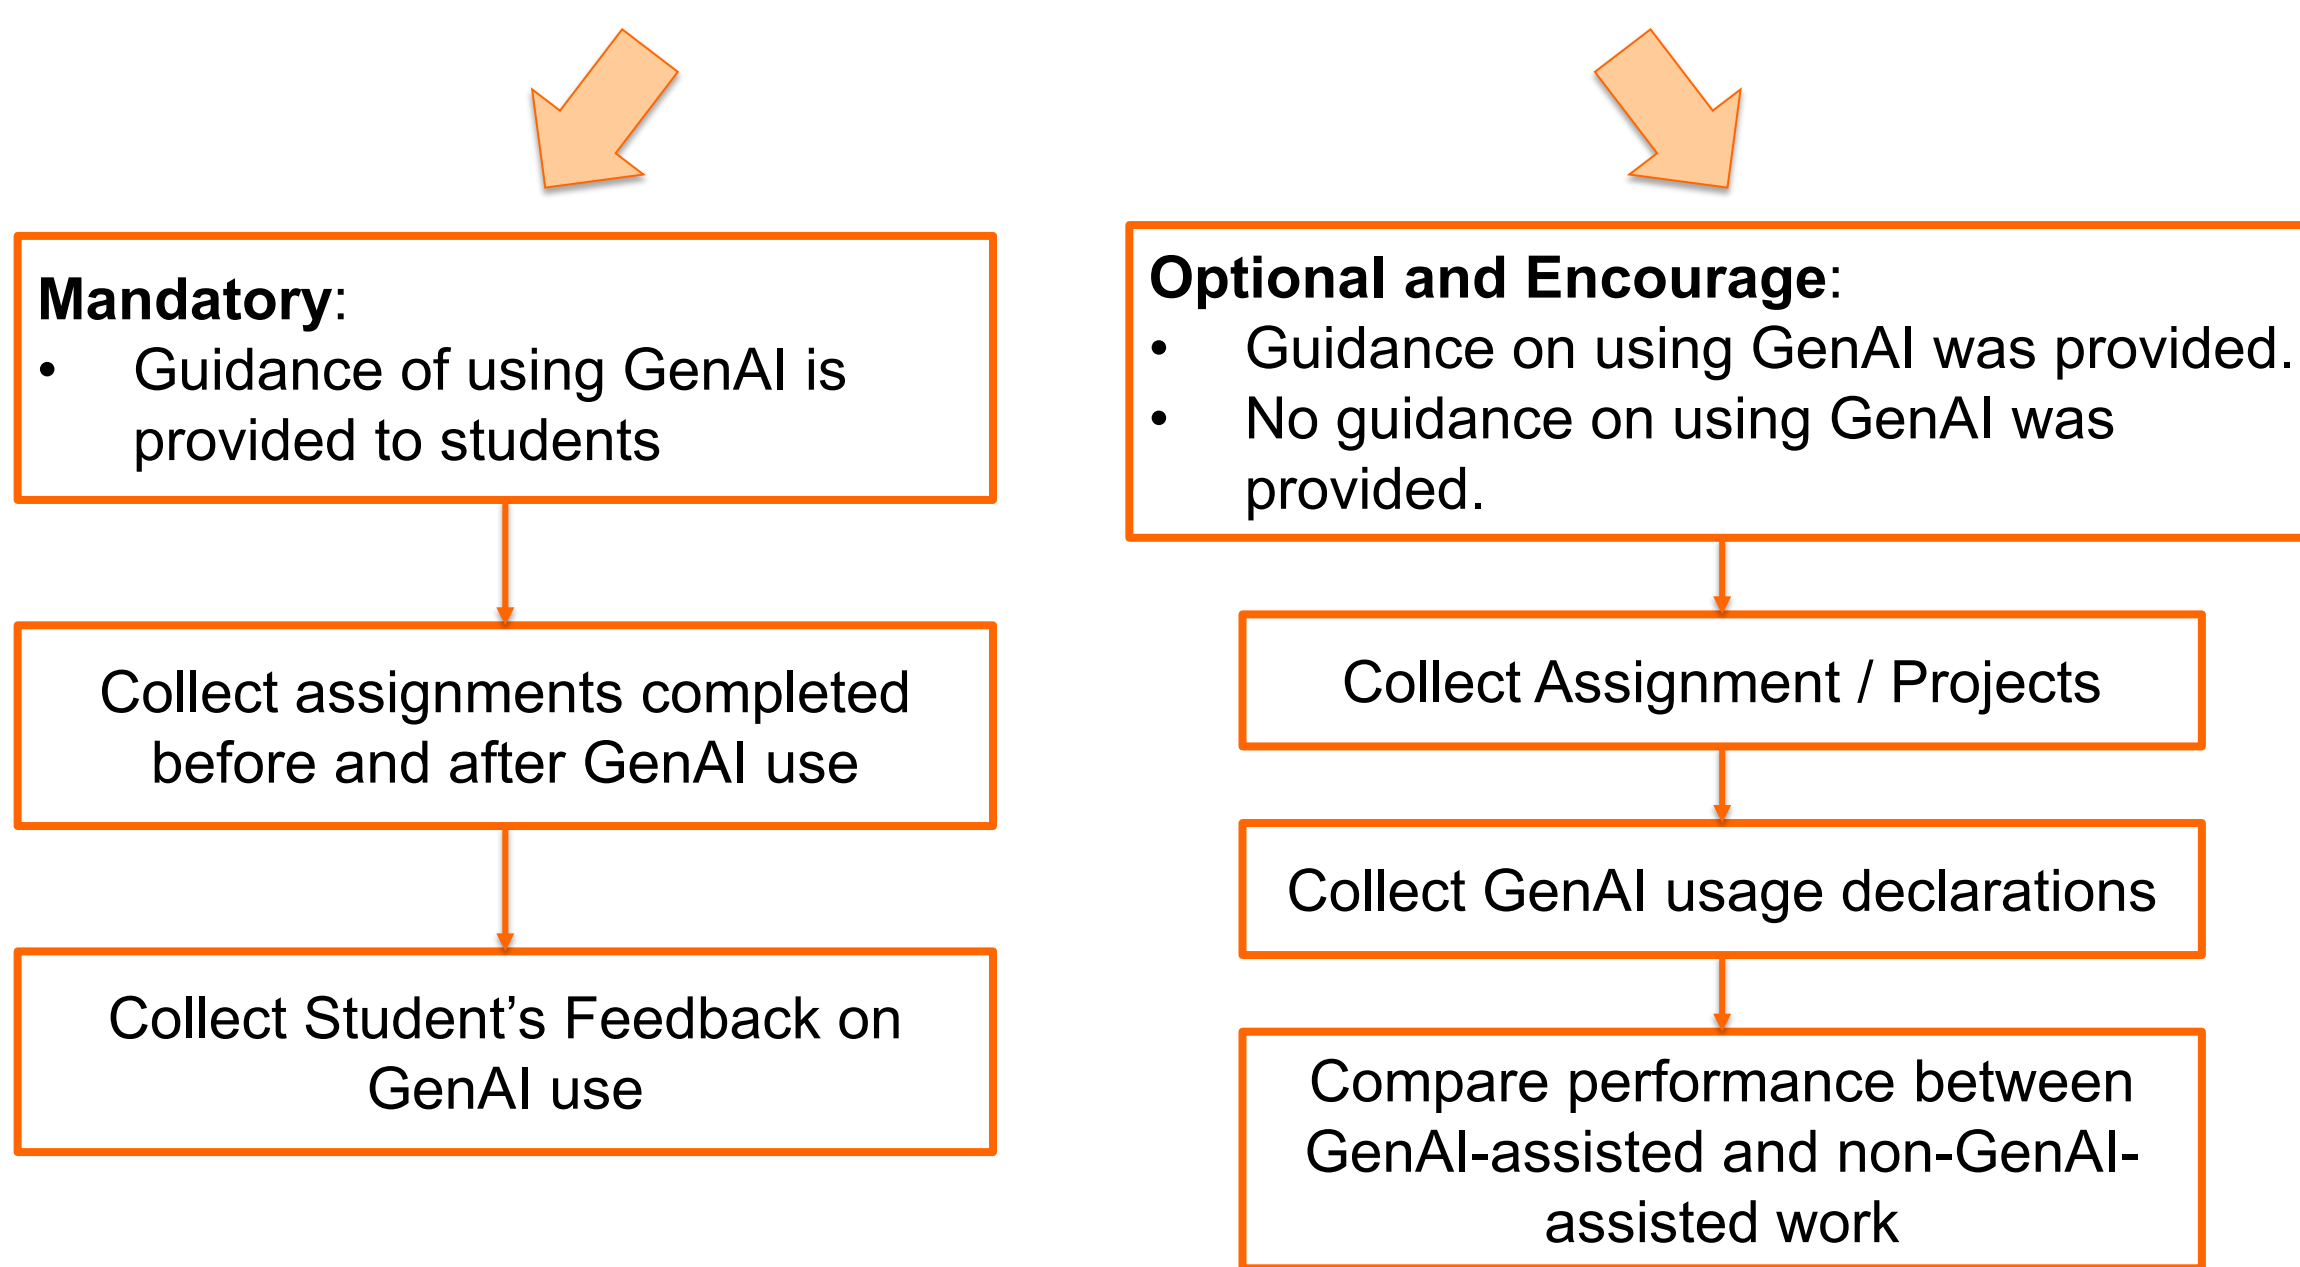 Mandatory:
• Guidance of using GenAI is
provided to students
Collect assignments completed
before and after GenAI use
Collect Student’s Feedback on
GenAI use
Optional and Encourage:
• Guidance on using GenAI was provided.
• No guidance on using GenAI was
provided.
Collect Assignment / Projects
Collect GenAI usage declarations
Compare performance between
GenAI-assisted and non-GenAI-
assisted work